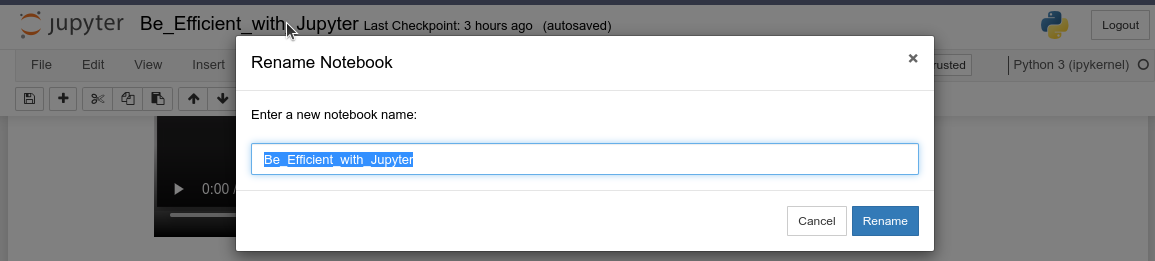 jupyter Be_Efficient_with_Jupyter Last Checkpoint: 3 hours ago (autosaved) Logout
File Edit View Insert rusted Python 3 (ipykernel)
Rename Notebook
Enter a new notebook name:
Be_Efficient_with_Jupyter
0:00 /
Cancel Rename